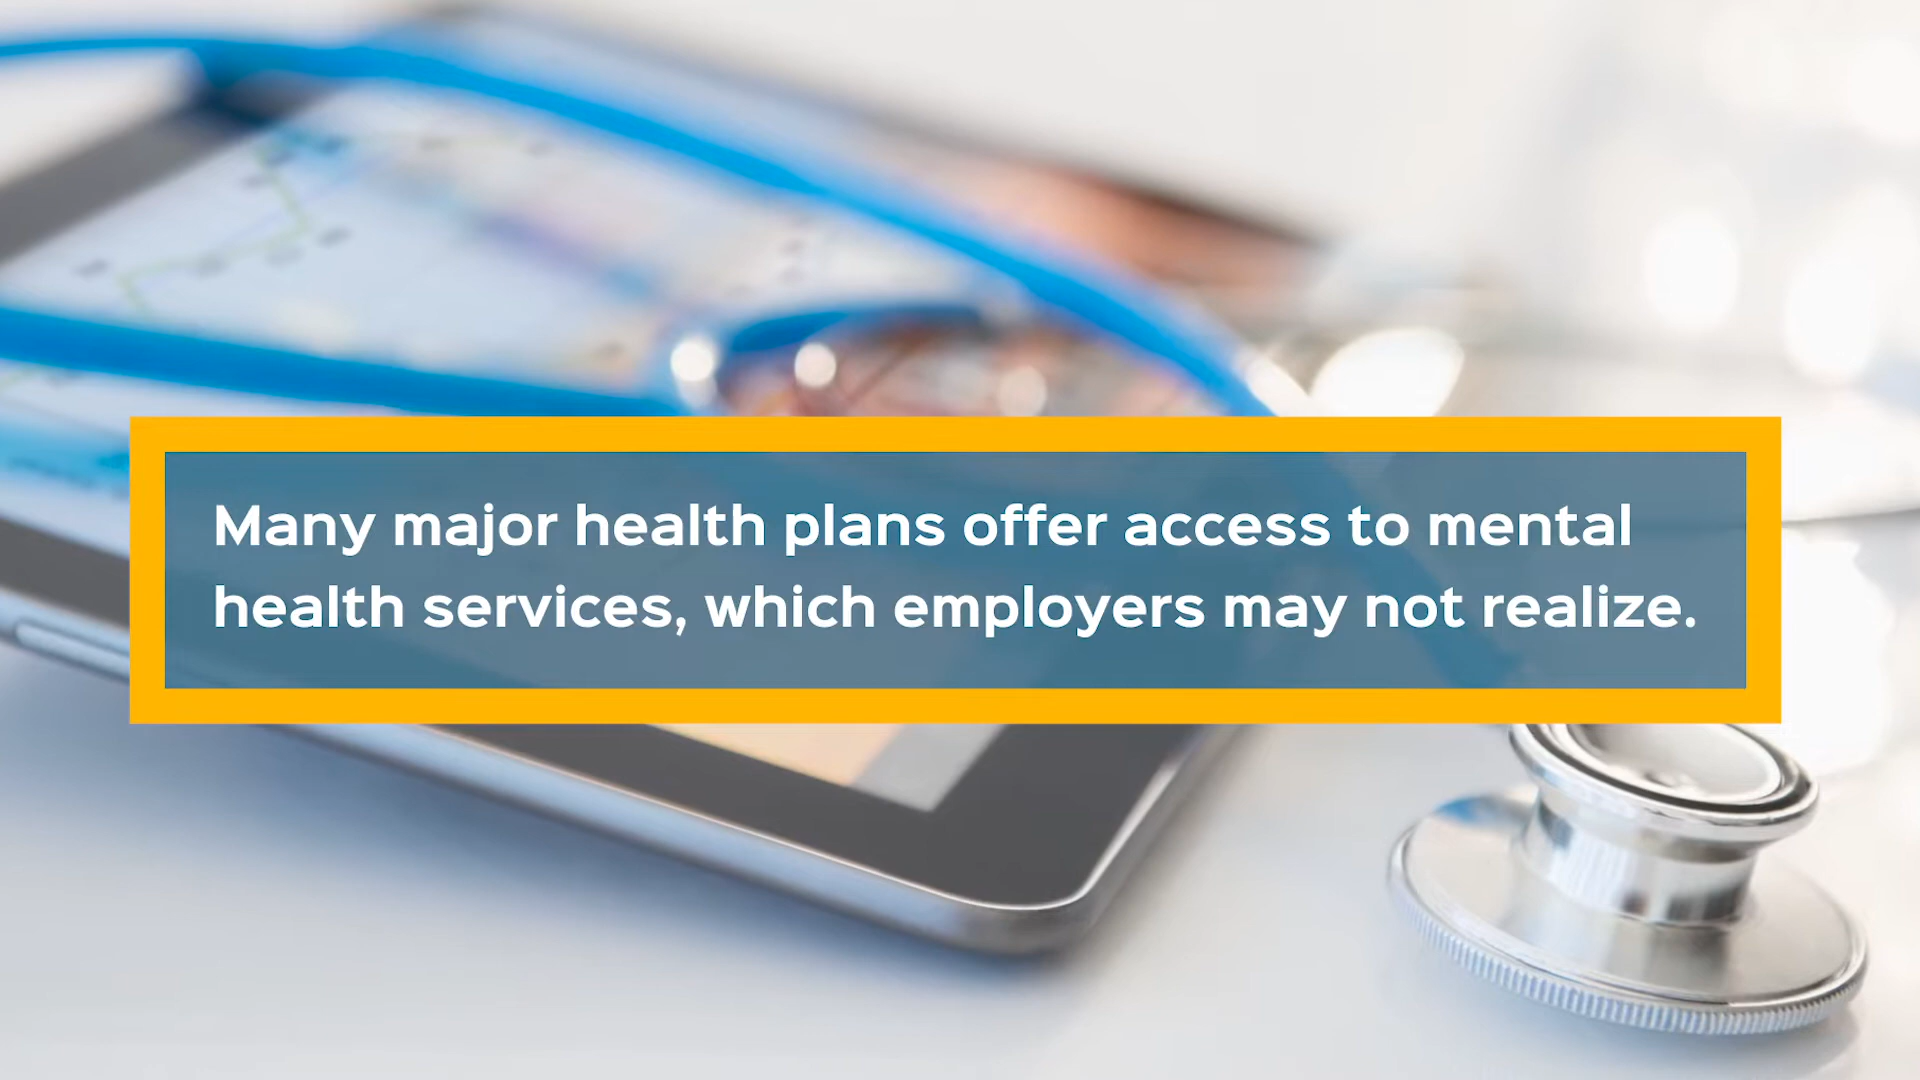 Many major health plans offer access to mental
health services, which employers may not realize.